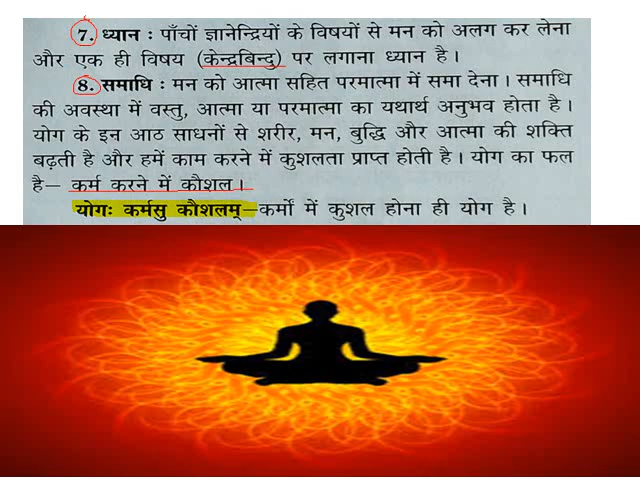 7. ध्यान : पाँचों ज्ञानेन्द्रियों के विषयों से मन को अलग कर लेना
और एक ही विषय (केन्द्रबिन्दु) पर लगाना ध्यान है।
8. समाधि : मन को आत्मा सहित परमात्मा में समा देना। समाधि
की अवस्था में वस्तु, आत्मा या परमात्मा का यथार्थ अनुभव होता है।
योग के इन आठ साधनों से शरीर, मन, बुद्धि और आत्मा की शक्ति
बढ़ती है और हमें काम करने में कुशलता प्राप्त होती है। योग का फल
है— कर्म करने में कौशल।
योगः कर्मसु कौशलम्—कर्मों में कुशल होना ही योग है।